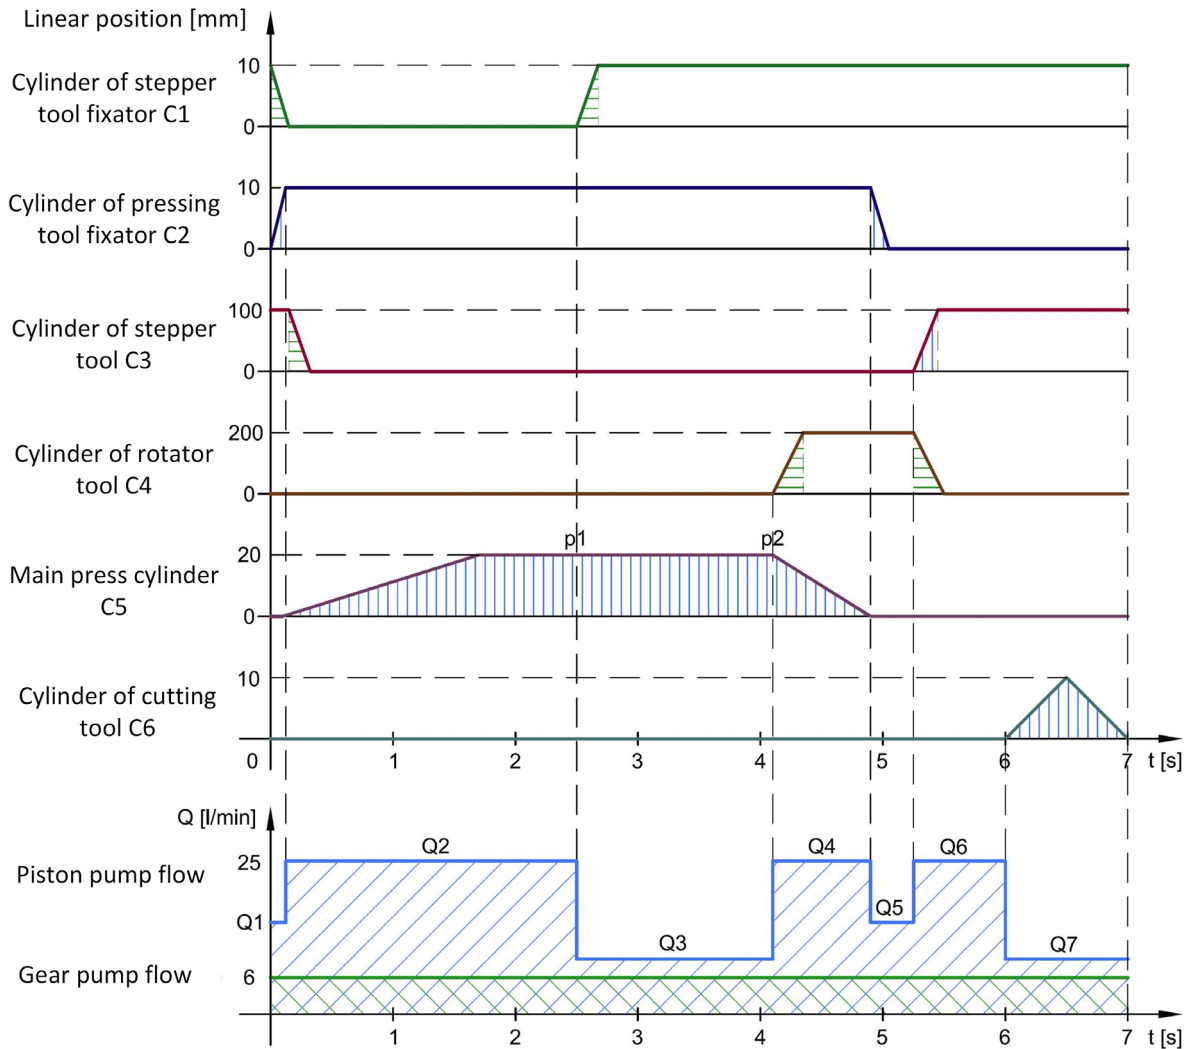 Linear position [mm]
Cylinder of stepper
tool fixator C1
10
0
Cylinder of pressing
tool fixator C2
10
0
Cylinder of stepper
tool C3
100
0
Cylinder of rotator
tool C4
200
0
Main press cylinder
C5
20
0
p1 p2
Cylinder of cutting
tool C6
10
0 1 2 3 4 5 6 7 t [s]
Q [l/min]
Piston pump flow
25
Q1
Q2 Q4 Q6
Q5
Q3 Q7
Gear pump flow
6
1 2 3 4 5 6 7 t [s]